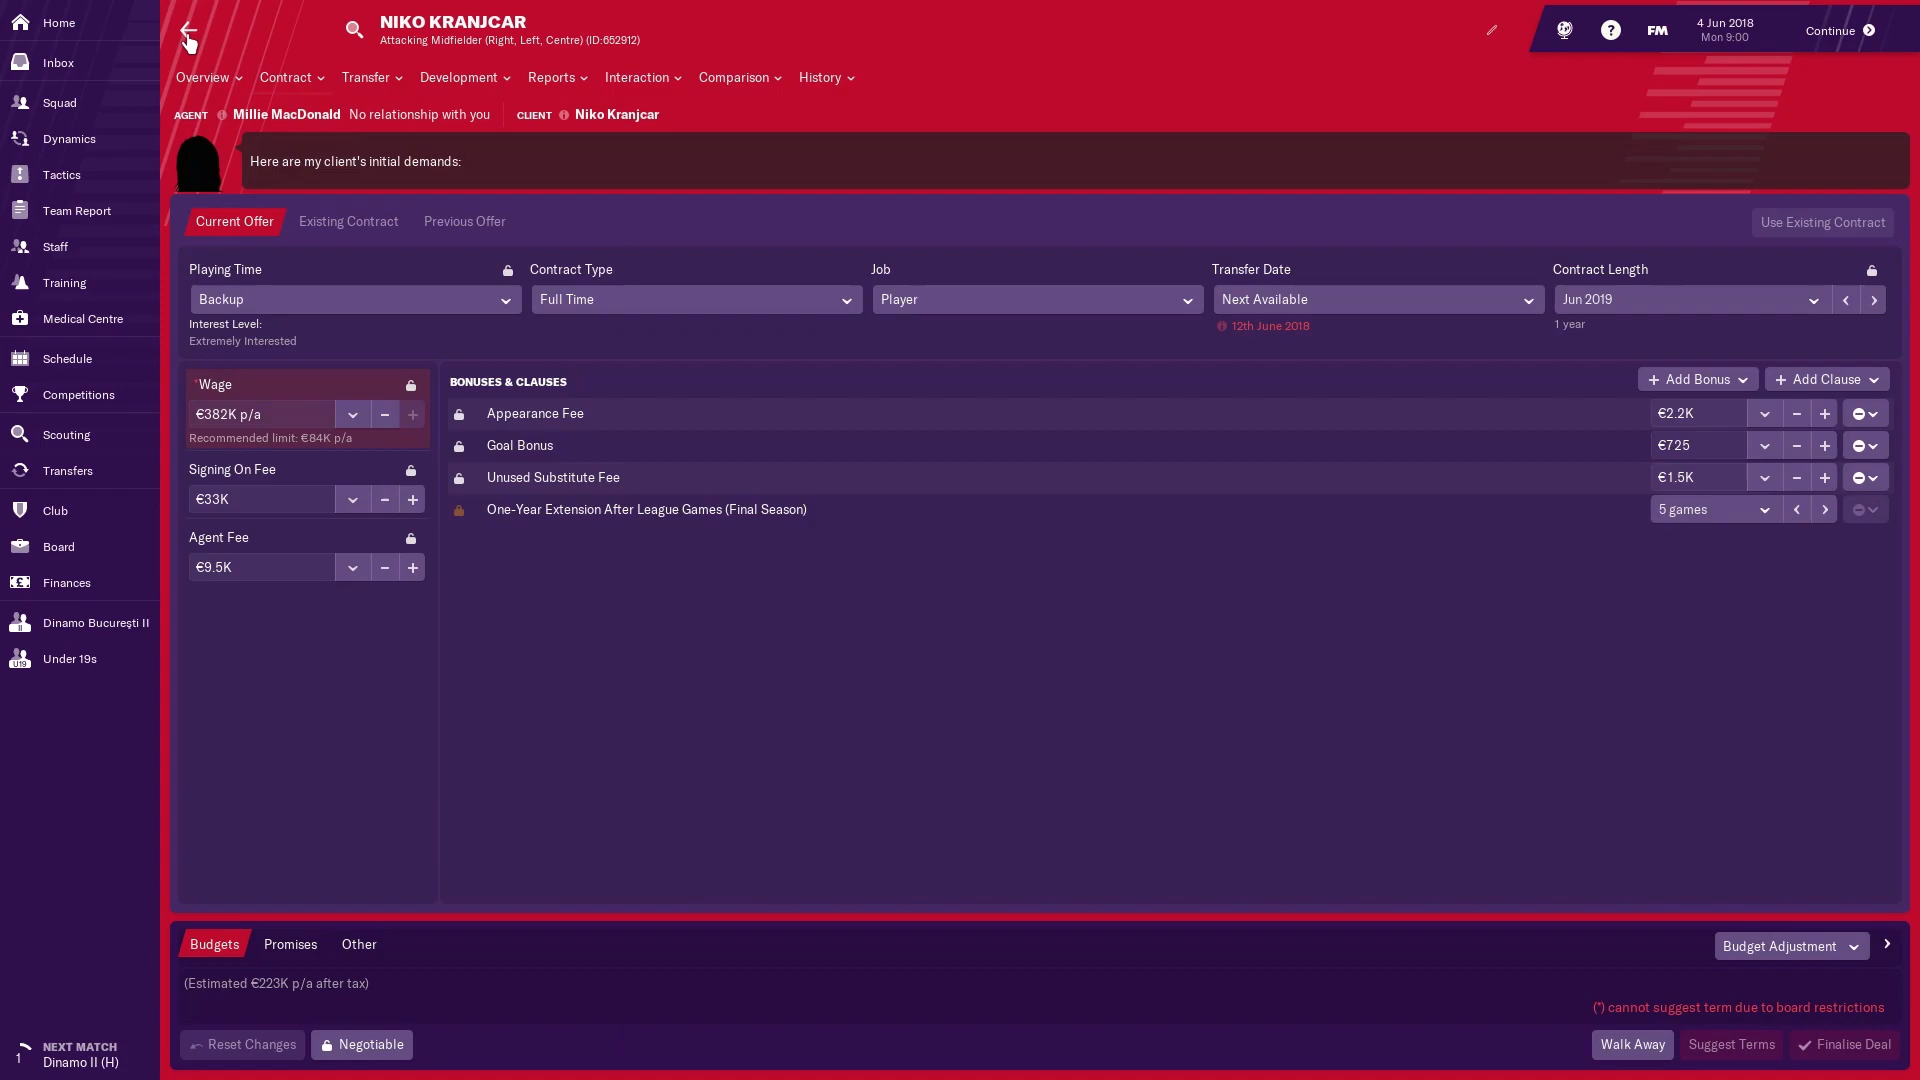 Home
Inbox
Squad
Dynamics
Tactics
Team Report
Staff
Training
Medical Centre
Schedule
Competitions
Scouting
Transfers
Club
Board
Finances
II
Dinamo Bucureşti II
U19
Under 19s
1
NEXT MATCH
Dinamo II (H)
NIKO KRANJCAR
Attacking Midfielder (Right, Left, Centre) (ID:652912)
FM
4 Jun 2018
Mon 9:00
Continue
Overview
Contract
Transfer
Development
Reports
Interaction
Comparison
History
AGENT Millie MacDonald No relationship with you
CLIENT Niko Kranjcar
Here are my client's initial demands:
Current Offer
Existing Contract
Previous Offer
Use Existing Contract
Playing Time
Backup
Interest Level:
Extremely Interested
Contract Type
Full Time
Job
Player
Transfer Date
Next Available
12th June 2018
Contract Length
Jun 2019
1 year
*Wage
€382K p/a
Recommended limit: €84K p/a
Signing On Fee
€33K
Agent Fee
€9.5K
BONUSES & CLAUSES
Add Bonus
Add Clause
Appearance Fee €2.2K
Goal Bonus €725
Unused Substitute Fee €1.5K
One-Year Extension After League Games (Final Season) 5 games
Budgets
Promises
Other
Budget Adjustment
(Estimated €223K p/a after tax)
(*) cannot suggest term due to board restrictions
Reset Changes
Negotiable
Walk Away
Suggest Terms
Finalise Deal